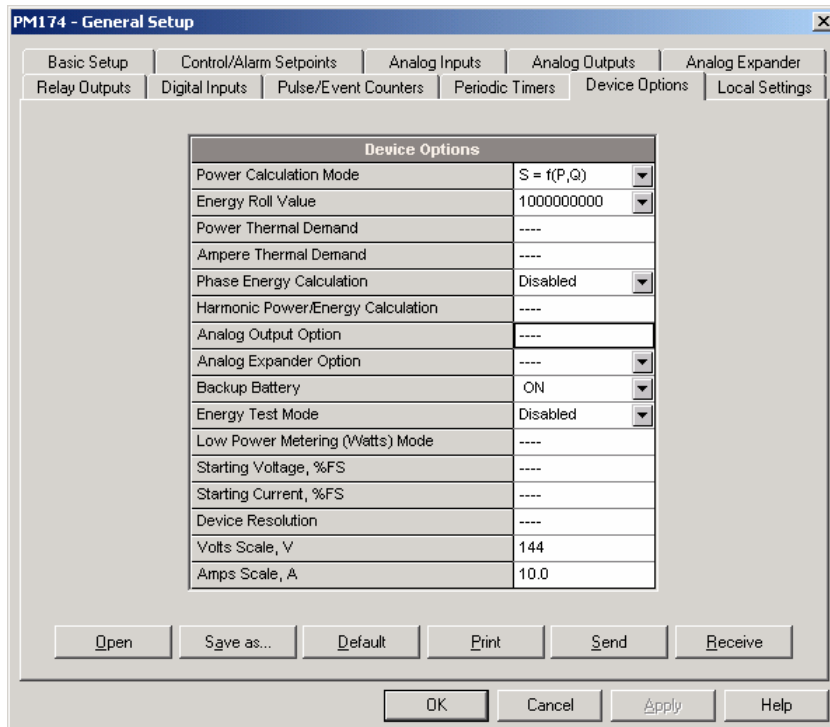 PM174 - General Setup
Basic Setup Control/Alarm Setpoints Analog Inputs Analog Outputs Analog Expander
Relay Outputs Digital Inputs Pulse/Event Counters Periodic Timers Device Options Local Settings
Device Options
Power Calculation Mode S = f(P,Q)
Energy Roll Value 1000000000
Power Thermal Demand ----
Ampere Thermal Demand ----
Phase Energy Calculation Disabled
Harmonic Power/Energy Calculation ----
Analog Output Option ----
Analog Expander Option ----
Backup Battery ON
Energy Test Mode Disabled
Low Power Metering (Watts) Mode ----
Starting Voltage, %FS ----
Starting Current, %FS ----
Device Resolution ----
Volts Scale, V 144
Amps Scale, A 10.0
Open Save as... Default Print Send Receive
OK Cancel Apply Help